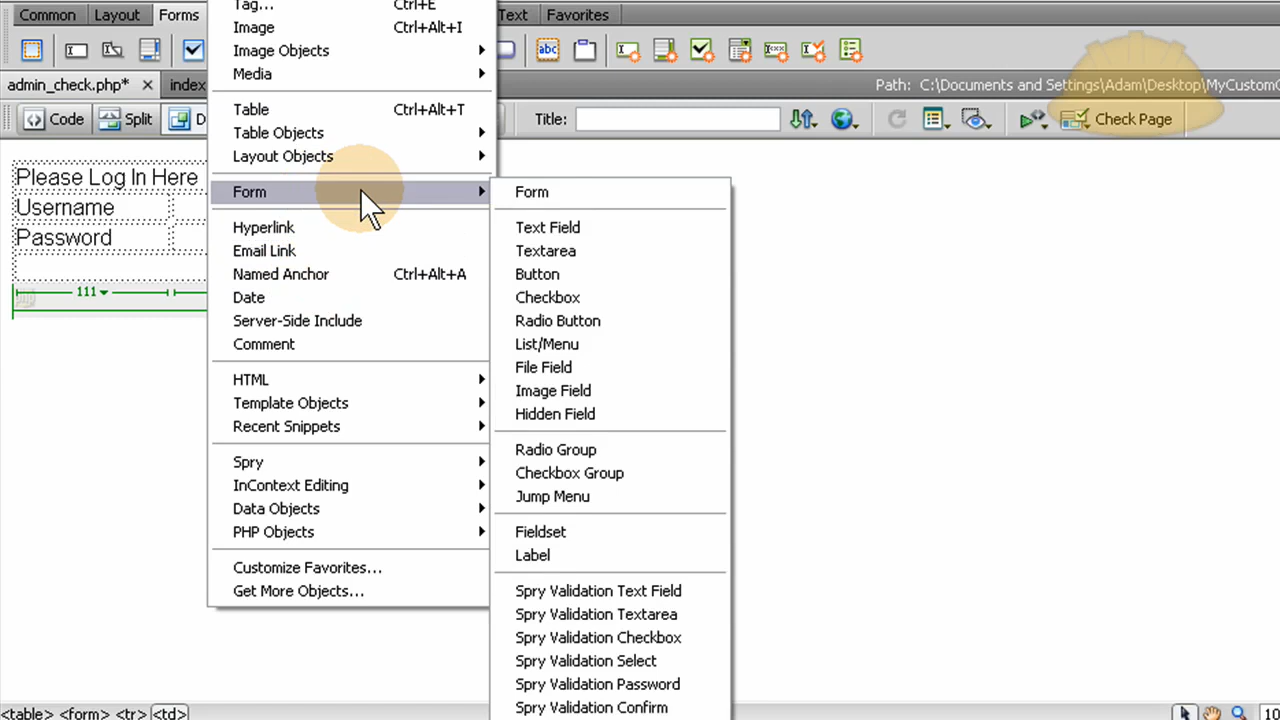 Common Layout Forms Text Favorites
admin_check.php* index Path: C:\Documents and Settings\Adam\Desktop\MyCustomC
Code Split D Title: Check Page
Please Log In Here
Username
Password
111
Tag... Ctrl+E
Image Ctrl+Alt+I
Image Objects
Media
Table Ctrl+Alt+T
Table Objects
Layout Objects
Form
Hyperlink
Email Link
Named Anchor Ctrl+Alt+A
Date
Server-Side Include
Comment
HTML
Template Objects
Recent Snippets
Spry
InContext Editing
Data Objects
PHP Objects
Customize Favorites...
Get More Objects...
Form
Text Field
Textarea
Button
Checkbox
Radio Button
List/Menu
File Field
Image Field
Hidden Field
Radio Group
Checkbox Group
Jump Menu
Fieldset
Label
Spry Validation Text Field
Spry Validation Textarea
Spry Validation Checkbox
Spry Validation Select
Spry Validation Password
Spry Validation Confirm
<table> <form> <tr> <td> 10